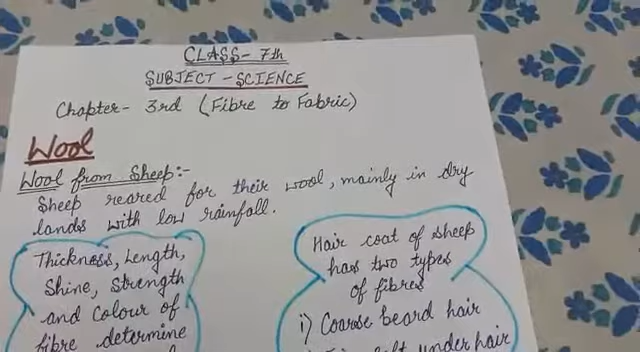 CLASS- 7th
SUBJECT - SCIENCE
Chapter- 3rd (Fibre to Fabric)
Wool
Wool from Sheep:-
Sheep reared for their wool, mainly in dry
lands with low rainfall.
Thickness, Length,
Shine, Strength
and Colour of
fibre determine
Hair coat of sheep
has two types
of fibres
i) Coarse beard hair
under hair